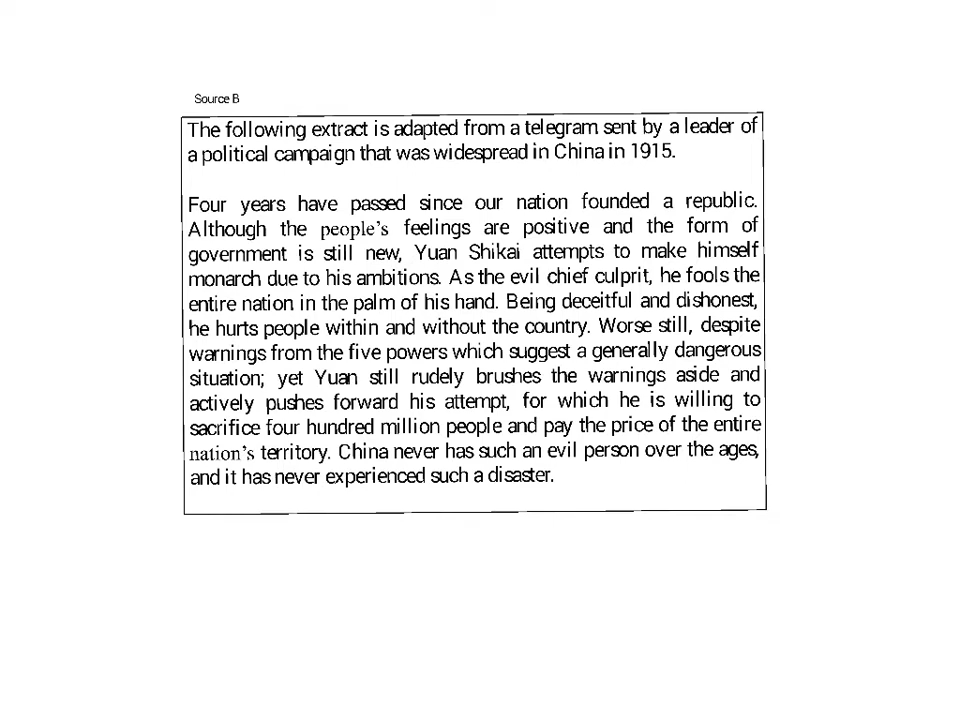 Source B
The following extract is adapted from a telegram sent by a leader of
a political campaign that was widespread in China in 1915.
Four years have passed since our nation founded a republic.
Although the people's feelings are positive and the form of
government is still new, Yuan Shikai attempts to make himself
monarch due to his ambitions. As the evil chief culprit, he fools the
entire nation in the palm of his hand. Being deceitful and dishonest,
he hurts people within and without the country. Worse still, despite
warnings from the five powers which suggest a generally dangerous
situation; yet Yuan still rudely brushes the warnings aside and
actively pushes forward his attempt, for which he is willing to
sacrifice four hundred million people and pay the price of the entire
nation's territory. China never has such an evil person over the ages,
and it has never experienced such a disaster.